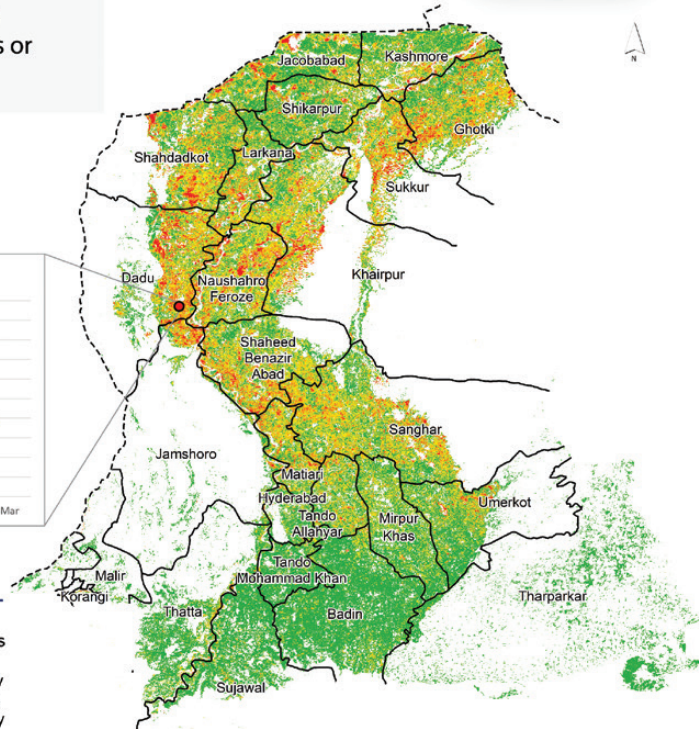 s or
N
Jacobabad
Kashmore
Shikarpur
Ghotki
Shahdadkot
Larkana
Sukkur
Dadu
Naushahro
Feroze
Khairpur
Shaheed
Benazir
Abad
Sanghar
Jamshoro
Matiari
Hyderabad
Umerkot
Tando
Allahyar
Mirpur
Khas
Mar
Tando
Mohammad Khan
Malir
Korangi
Thatta
Badin
Tharparkar
s
y
Sujawal
y